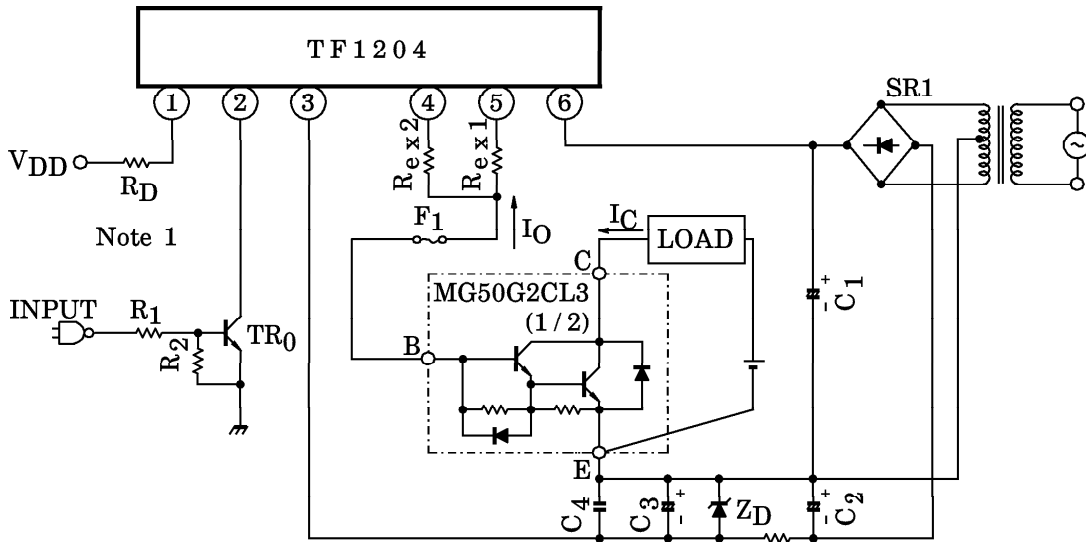 TF1204
1 2 3 4 5 6
SR1
VDD
RD
Rex2
Rex1
F1
IO
IC
LOAD
Note 1
C
MG50G2CL3
(1/2)
C1
+
-
INPUT
R1
R2
TR0
B
E
C4
C3
+
-
ZD
C2
+
-